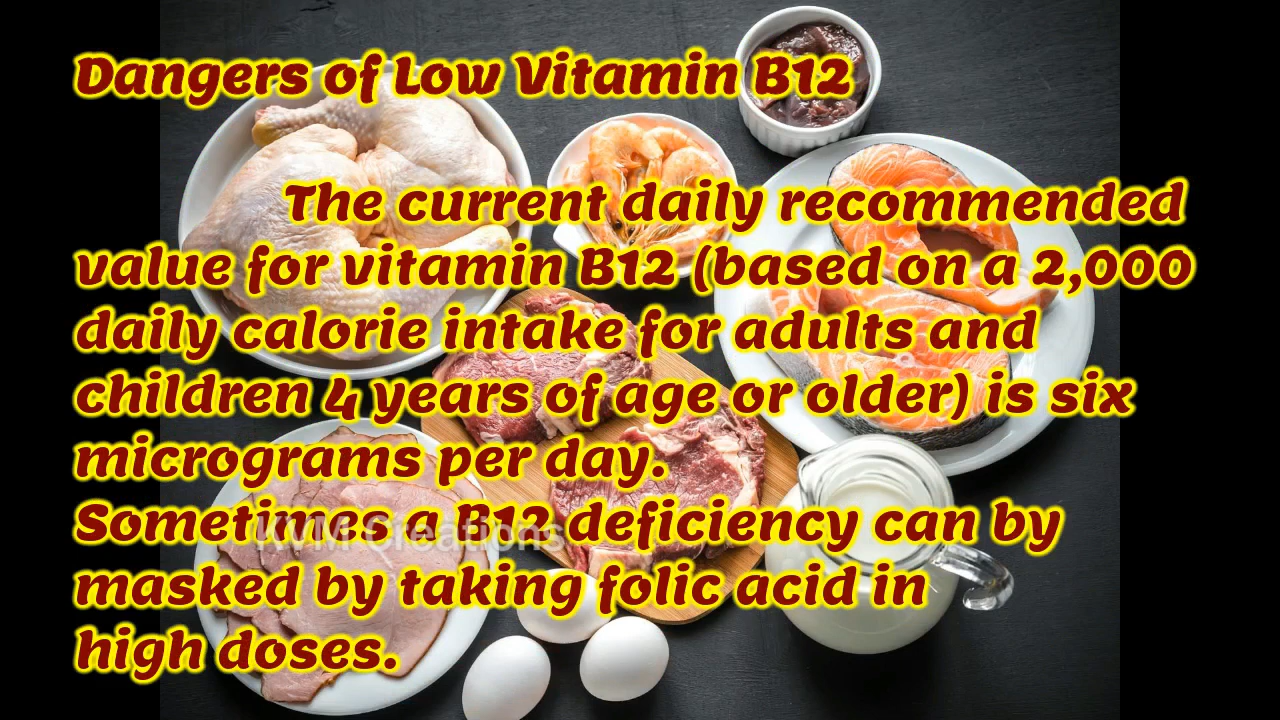 Dangers of Low Vitamin B12
The current daily recommended
value for vitamin B12 (based on a 2,000
daily calorie intake for adults and
children 4 years of age or older) is six
micrograms per day.
Sometimes a B12 deficiency can by
KVM Creations
masked by taking folic acid in
high doses.